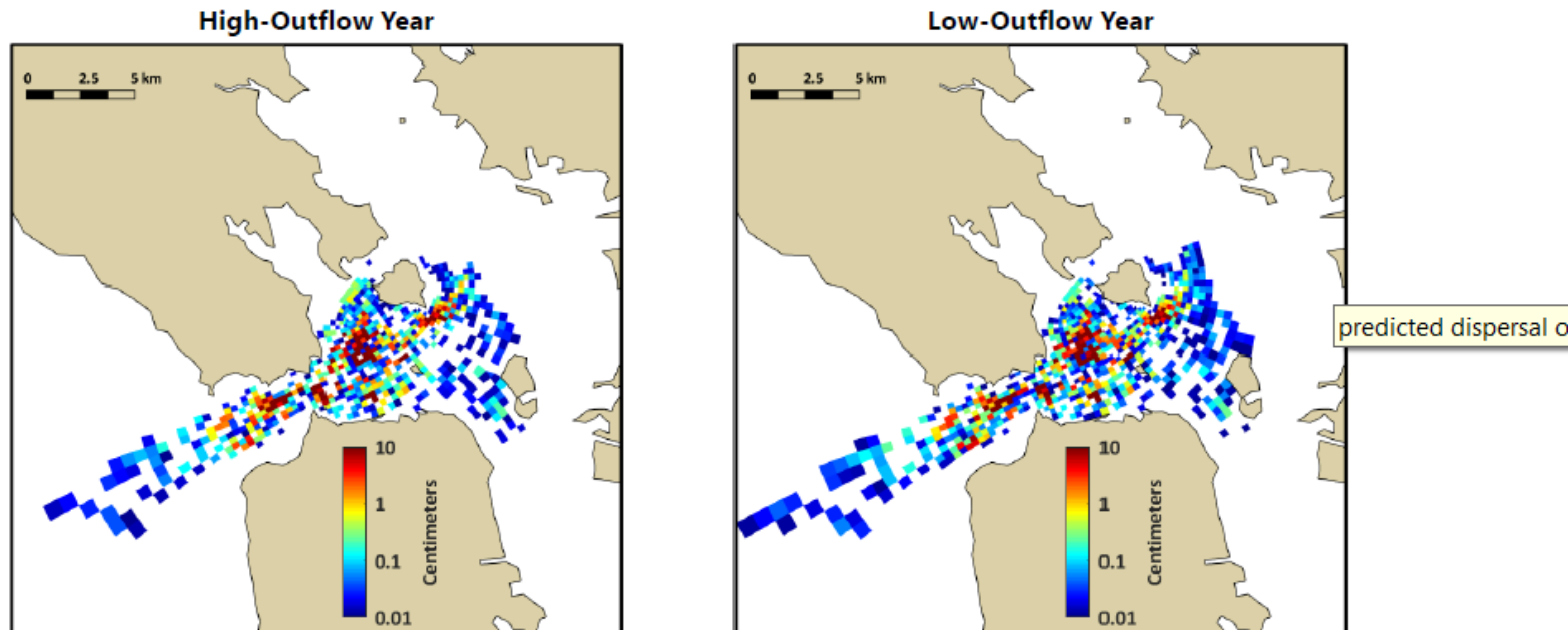 High-Outflow Year
Low-Outflow Year
0 2.5 5 km
0 2.5 5 km
predicted dispersal o
10
1
0.1
0.01
Centimeters
10
1
0.1
0.01
Centimeters